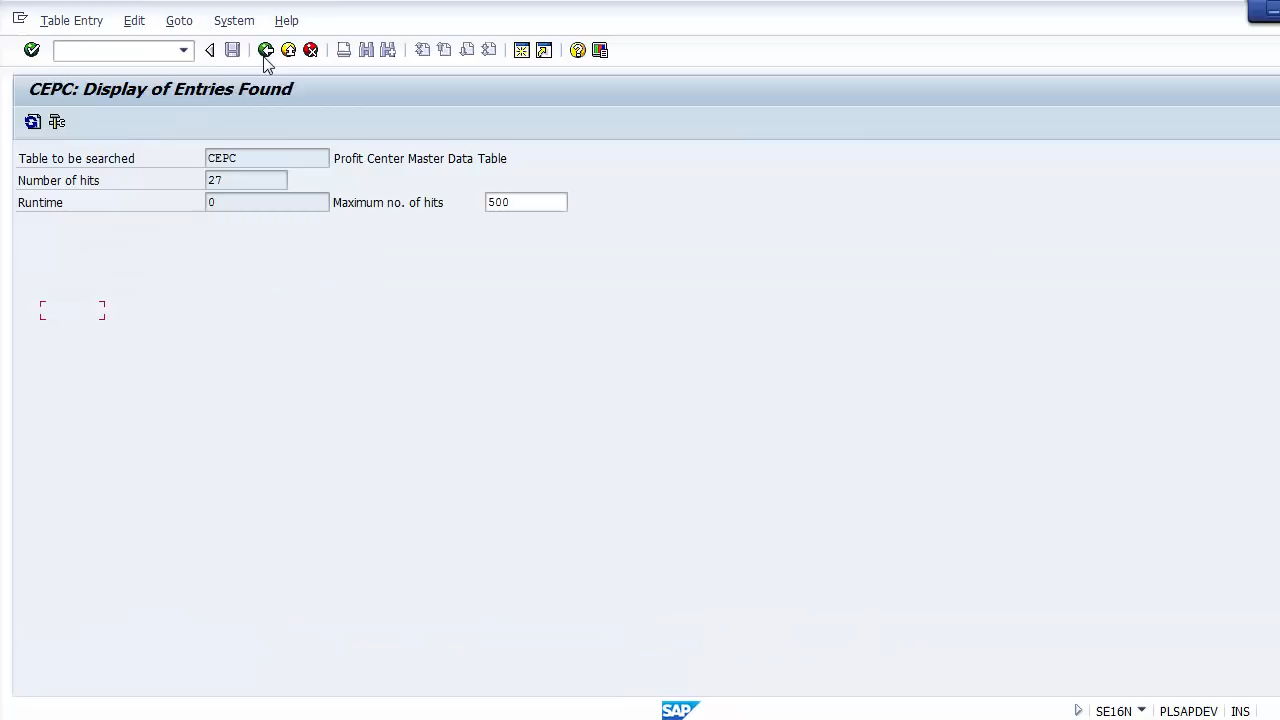 Table Entry Edit Goto System Help
CEPC: Display of Entries Found
Table to be searched CEPC Profit Center Master Data Table
Number of hits 27
Runtime 0 Maximum no. of hits 500
SAP SE16N PLSAPDEV INS